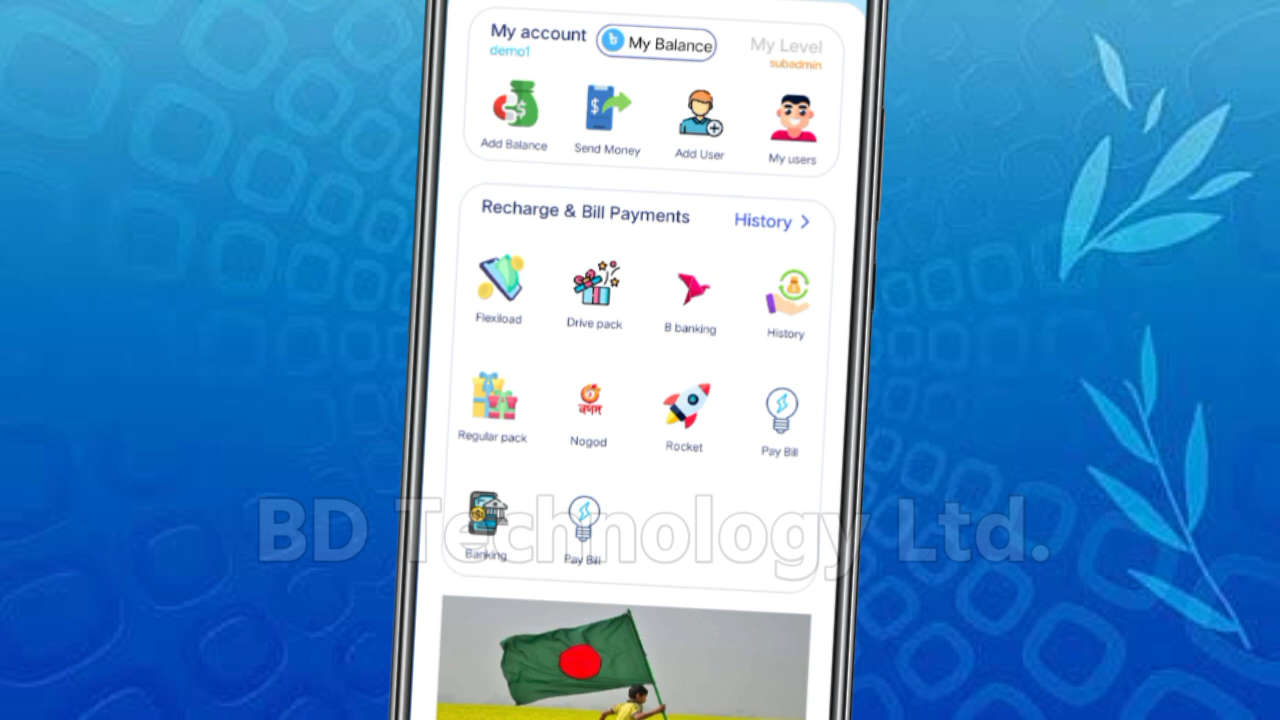 My account
demo1
৳ My Balance
My Level
subadmin
Add Balance
Send Money
Add User
My users
Recharge & Bill Payments
History >
Flexiload
Drive pack
B banking
History
Regular pack
নগদ
Nogod
Rocket
Pay Bill
Banking
Pay Bill
BD Technology Ltd.